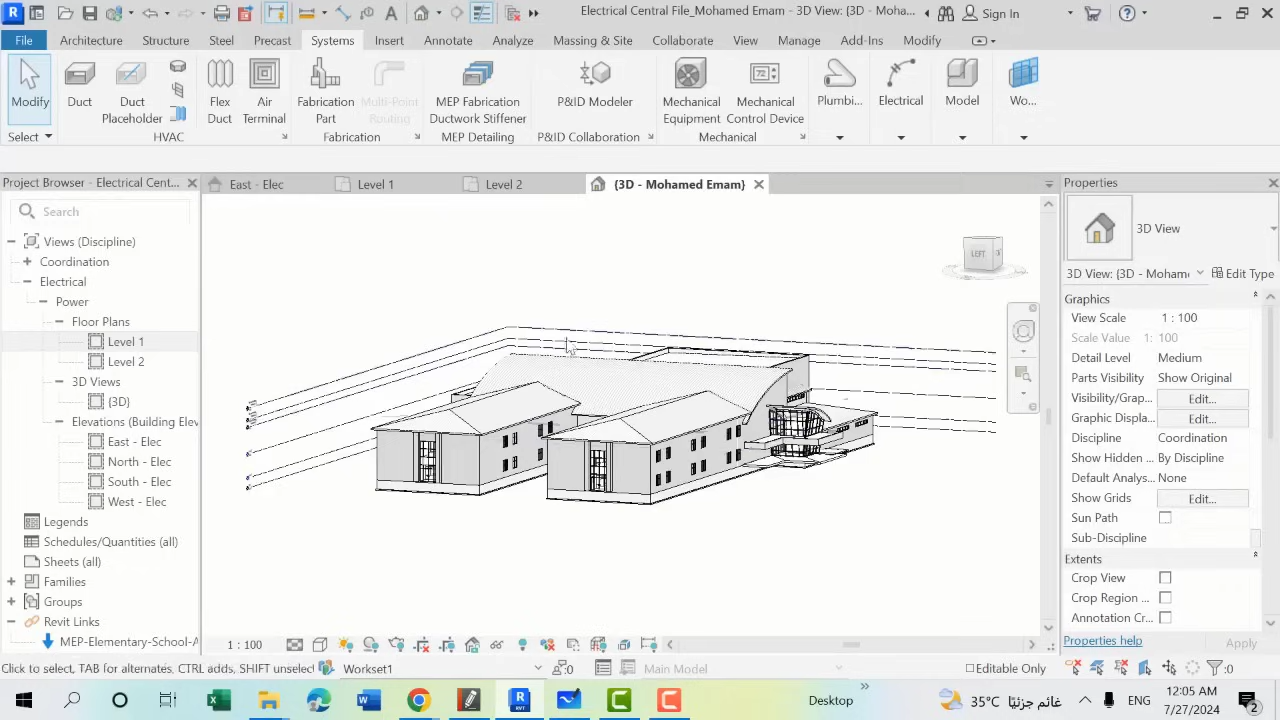 Electrical Central File_Mohamed Emam - 3D View: {3D - Moha...
Sign In
File
Architecture
Structure
Steel
Precast
Systems
Insert
Annotate
Analyze
Massing & Site
Collabora
View
Manage
Add-Ins
Modify
Modify
Duct
Duct
Placeholder
Flex
Duct
Air
Terminal
Fabrication
Part
Multi-Point
Routing
MEP Fabrication
Ductwork Stiffener
P&ID Modeler
Mechanical
Equipment
Mechanical
Control Device
Plumbi...
Electrical
Model
Wo...
Select
HVAC
Fabrication
MEP Detailing
P&ID Collaboration
Mechanical
Project Browser - Electrical Cent...
East - Elec
Level 1
Level 2
{3D - Mohamed Emam}
Properties
Search
Views (Discipline)
Coordination
Electrical
Power
Floor Plans
Level 1
Level 2
3D Views
{3D}
Elevations (Building Elev
East - Elec
North - Elec
South - Elec
West - Elec
Legends
Schedules/Quantities (all)
Sheets (all)
Families
Groups
Revit Links
MEP-Elementary-School-A
LEFT
3D View
3D View: {3D - Moham
Edit Type
Graphics
View Scale 1 : 100
Scale Value 1: 100
Detail Level Medium
Parts Visibility Show Original
Visibility/Grap... Edit...
Graphic Displa... Edit...
Discipline Coordination
Show Hidden ... By Discipline
Default Analys... None
Show Grids Edit...
Sun Path
Sub-Discipline
Extents
Crop View
Crop Region ...
Annotation Cr
Properties help
Apply
1 : 100
Click to select, TAB for alternates, CTRL adds, SHIFT unselect
Workset1
:0
Main Model
Editable On
:0
Desktop
35°C غائم جزئيًا
ENG
12:05 AM
7/27/2024
2